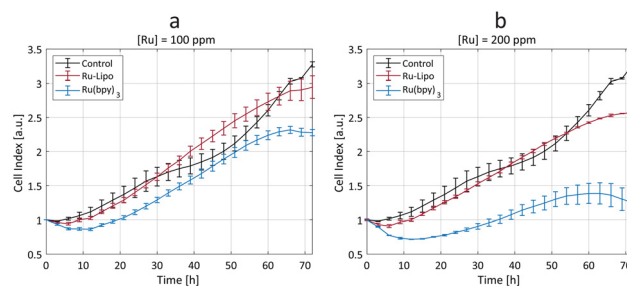 a
[Ru] = 100 ppm
3.5
3
2.5
2
1.5
1
0.5
Cell Index [a.u.]
Control
Ru-Lipo
Ru(bpy)3
0 10 20 30 40 50 60 70
Time [h]
b
[Ru] = 200 ppm
3.5
3
2.5
2
1.5
1
0.5
Cell Index [a.u.]
Control
Ru-Lipo
Ru(bpy)3
0 10 20 30 40 50 60 70
Time [h]